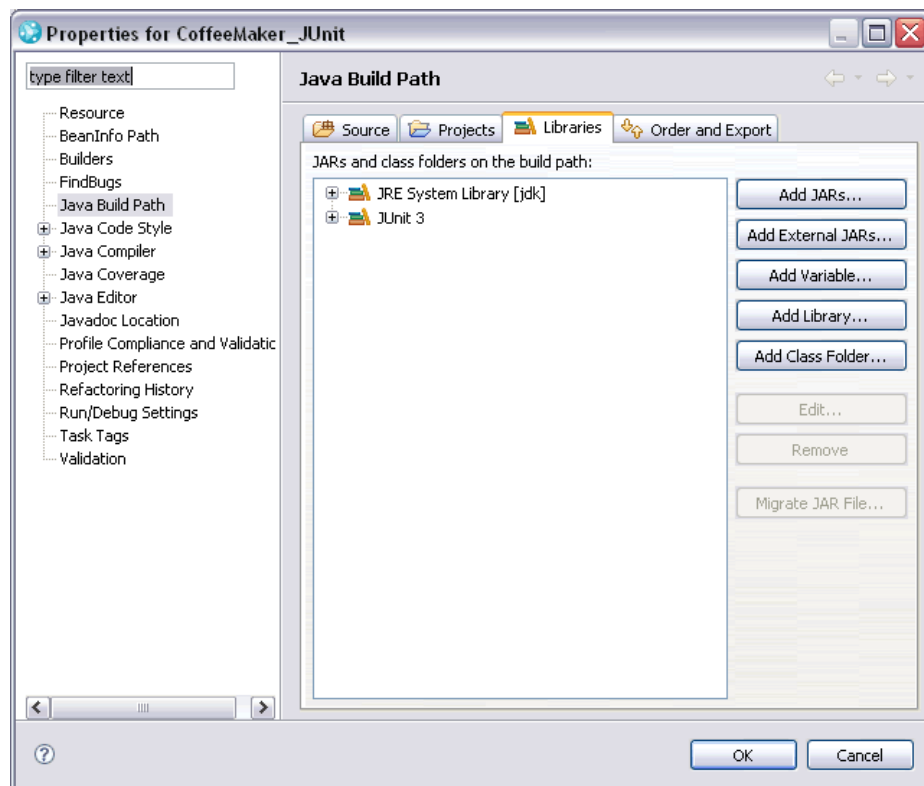 Properties for CoffeeMaker_JUnit
type filter text
Resource
BeanInfo Path
Builders
FindBugs
Java Build Path
Java Code Style
Java Compiler
Java Coverage
Java Editor
Javadoc Location
Profile Compliance and Validatic
Project References
Refactoring History
Run/Debug Settings
Task Tags
Validation
Java Build Path
Source Projects Libraries Order and Export
JARs and class folders on the build path:
JRE System Library [jdk]
JUnit 3
Add JARs...
Add External JARs...
Add Variable...
Add Library...
Add Class Folder...
Edit...
Remove
Migrate JAR File...
OK Cancel